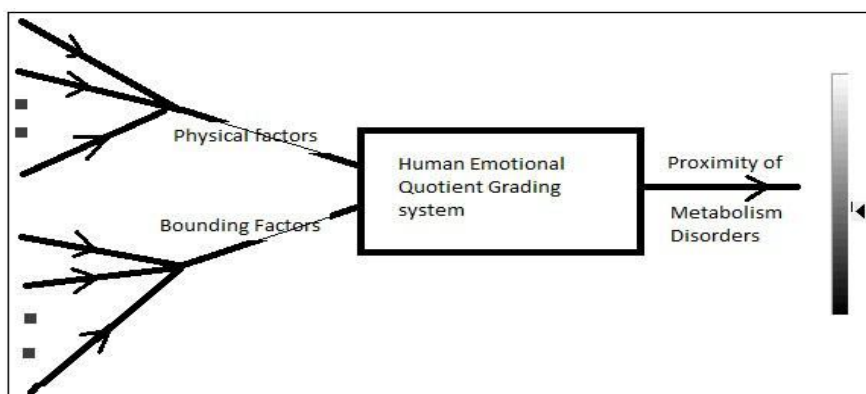 Physical factors
Bounding Factors
Human Emotional
Quotient Grading
system
Proximity of
Metabolism
Disorders